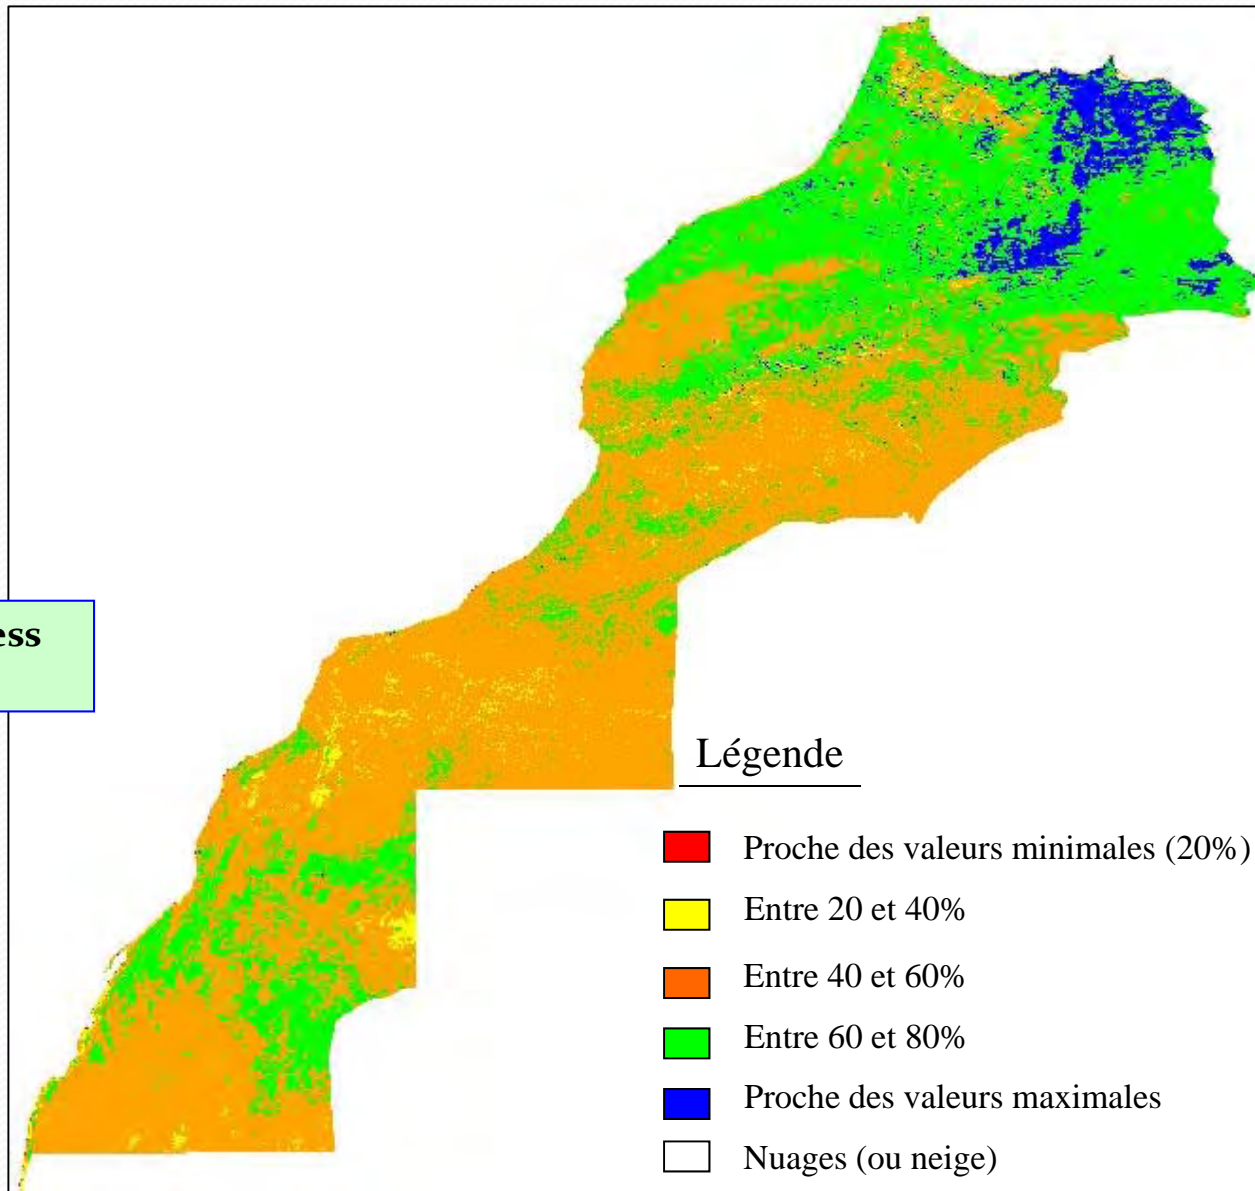 Légende
Proche des valeurs minimales (20%)
Entre 20 et 40%
Entre 40 et 60%
Entre 60 et 80%
Proche des valeurs maximales
Nuages (ou neige)